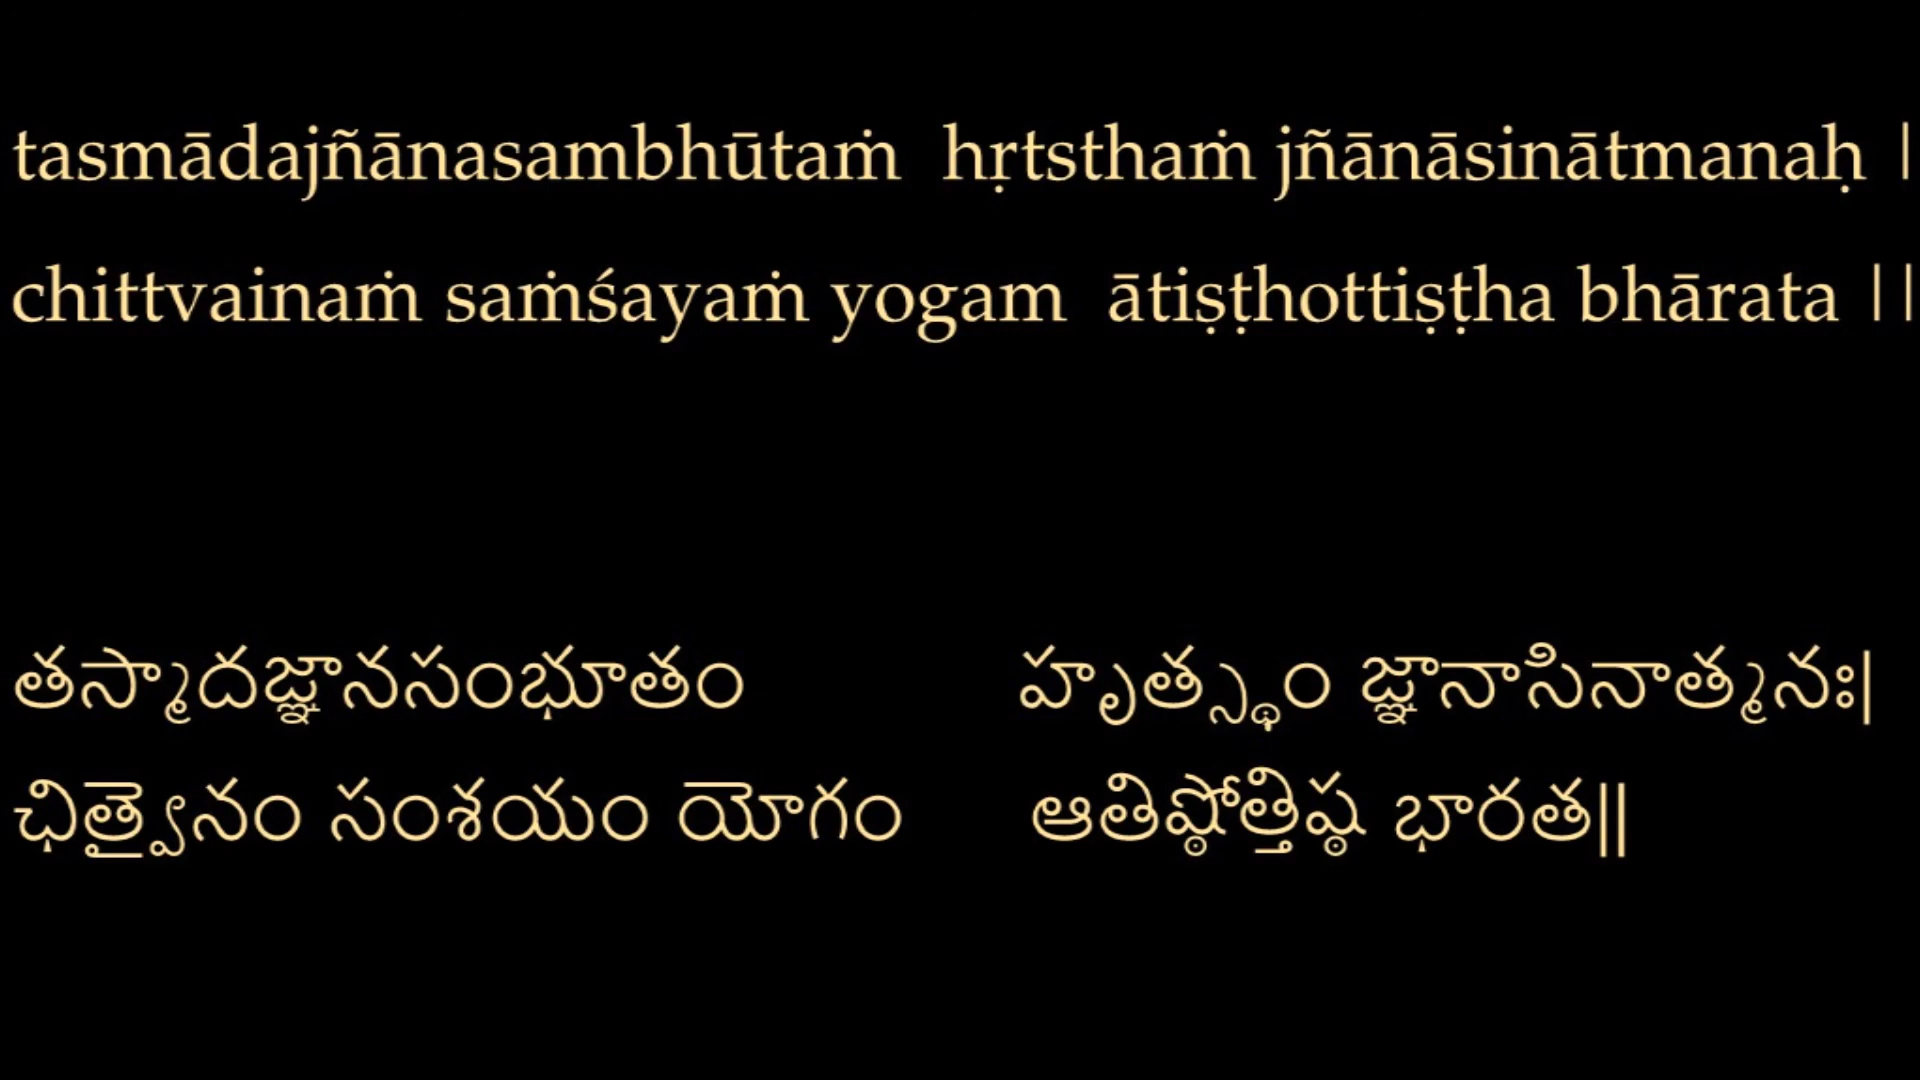 tasmādajñānasambhūtaṁ hṛtsthaṁ jñānāsinātmanaḥ |
chittvainaṁ saṁśayaṁ yogam ātiṣṭhottiṣṭha bhārata ||
తస్మాదజ్ఞానసంభూతం హృత్స్థం జ్ఞానాసినాత్మనః|
ఛిత్త్వైనం సంశయం యోగం ఆతిష్ఠోత్తిష్ఠ భారత||